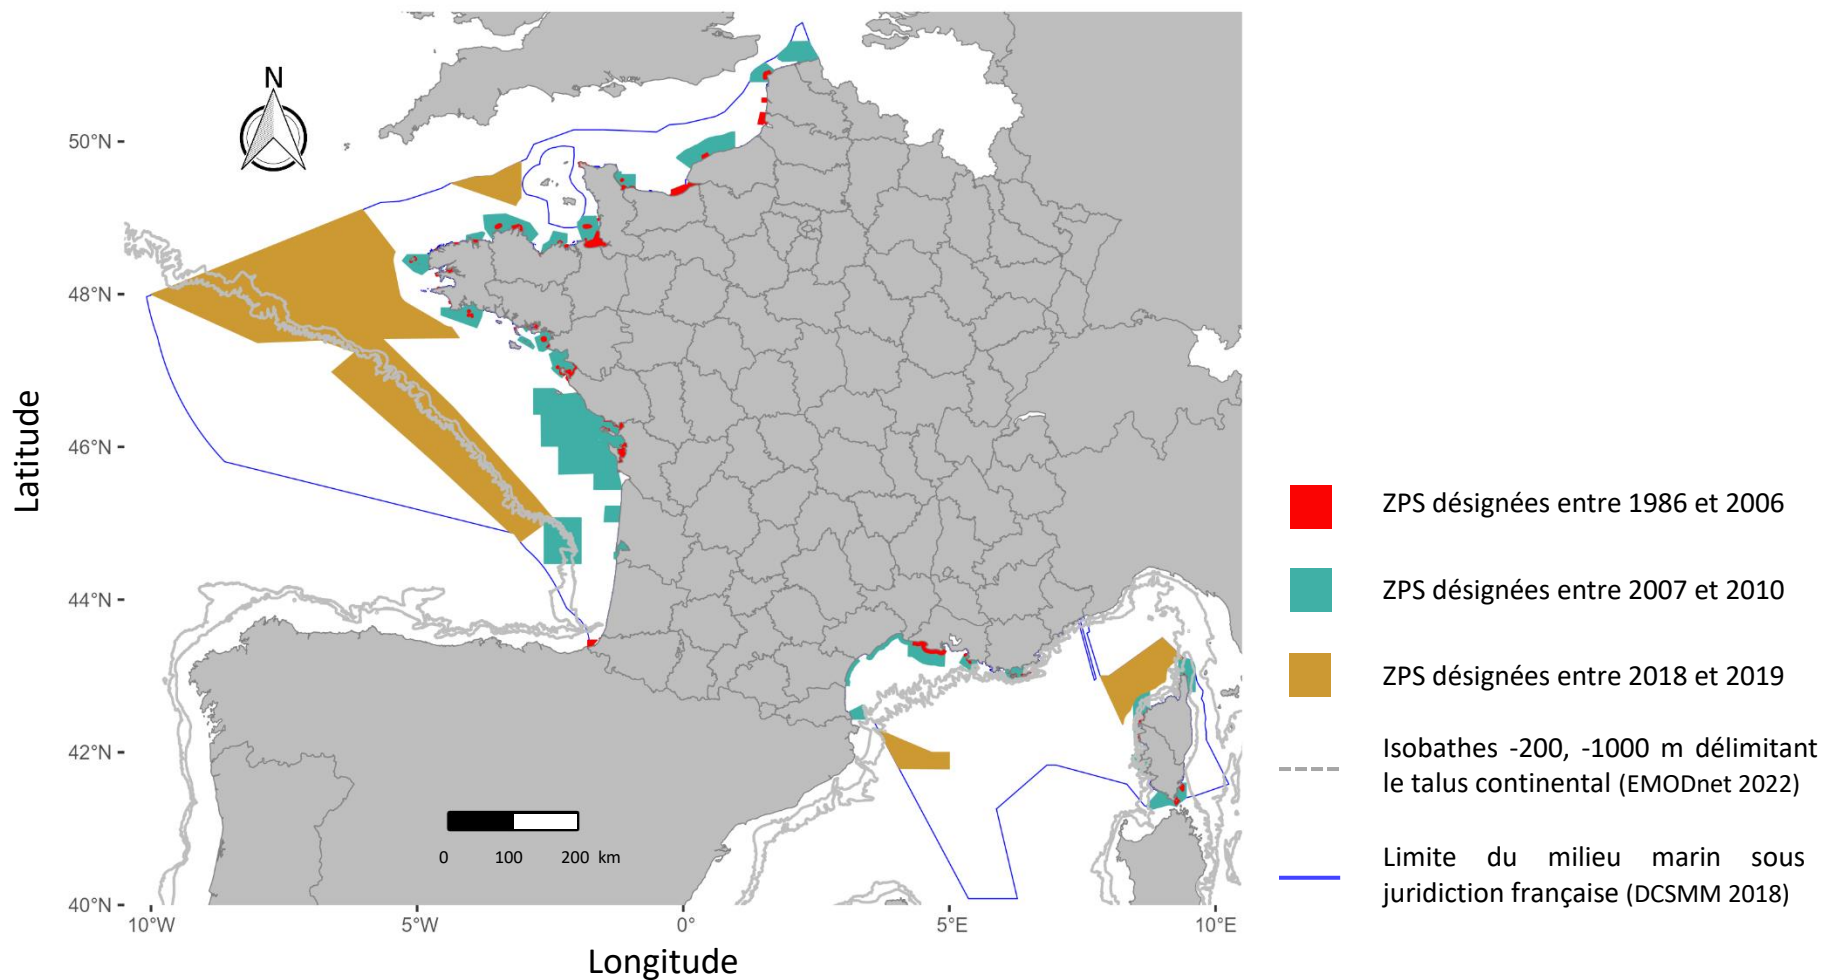 N
50°N
48°N
46°N
44°N
42°N
40°N
Latitude
10°W
5°W
0°
5°E
10°E
Longitude
0 100 200 km
ZPS désignées entre 1986 et 2006
ZPS désignées entre 2007 et 2010
ZPS désignées entre 2018 et 2019
Isobathes -200, -1000 m délimitant
le talus continental (EMODnet 2022)
Limite du milieu marin sous
juridiction française (DCSMM 2018)